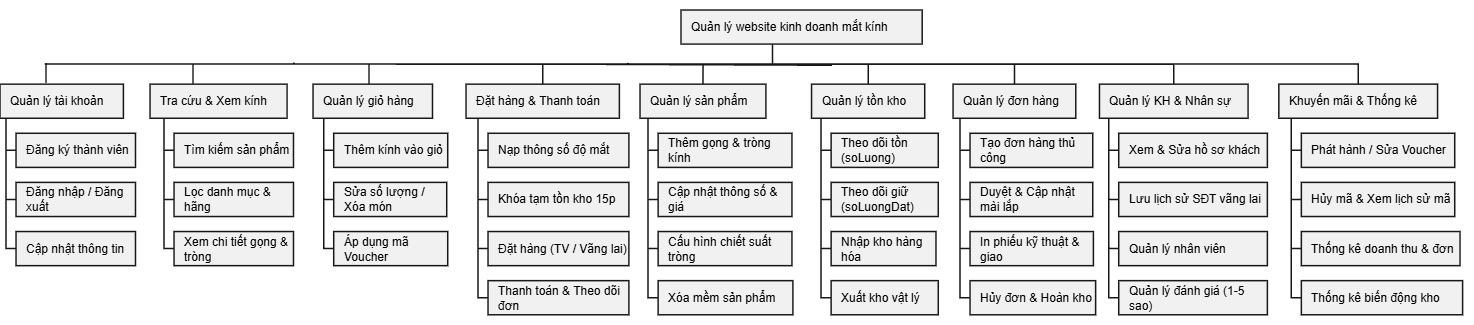 Quản lý website kinh doanh mắt kính
Quản lý tài khoản
Đăng ký thành viên
Đăng nhập / Đăng
xuất
Cập nhật thông tin
Tra cứu & Xem kính
Tìm kiếm sản phẩm
Lọc danh mục &
hãng
Xem chi tiết gọng &
tròng
Quản lý giỏ hàng
Thêm kính vào giỏ
Sửa số lượng /
Xóa món
Áp dụng mã
Voucher
Đặt hàng & Thanh toán
Nạp thông số độ mắt
Khóa tạm tồn kho 15p
Đặt hàng (TV / Vãng lai)
Thanh toán & Theo dõi
đơn
Quản lý sản phẩm
Thêm gọng & tròng
kính
Cập nhật thông số &
giá
Cấu hình chiết suất
tròng
Xóa mềm sản phẩm
Quản lý tồn kho
Theo dõi tồn
(soLuong)
Theo dõi giữ
(soLuongDat)
Nhập kho hàng
hóa
Xuất kho vật lý
Quản lý đơn hàng
Tạo đơn hàng thủ
công
Duyệt & Cập nhật
mài lắp
In phiếu kỹ thuật &
giao
Hủy đơn & Hoàn kho
Quản lý KH & Nhân sự
Xem & Sửa hồ sơ khách
Lưu lịch sử SĐT vãng lai
Quản lý nhân viên
Quản lý đánh giá (1-5
sao)
Khuyến mãi & Thống kê
Phát hành / Sửa Voucher
Hủy mã & Xem lịch sử mã
Thống kê doanh thu & đơn
Thống kê biến động kho